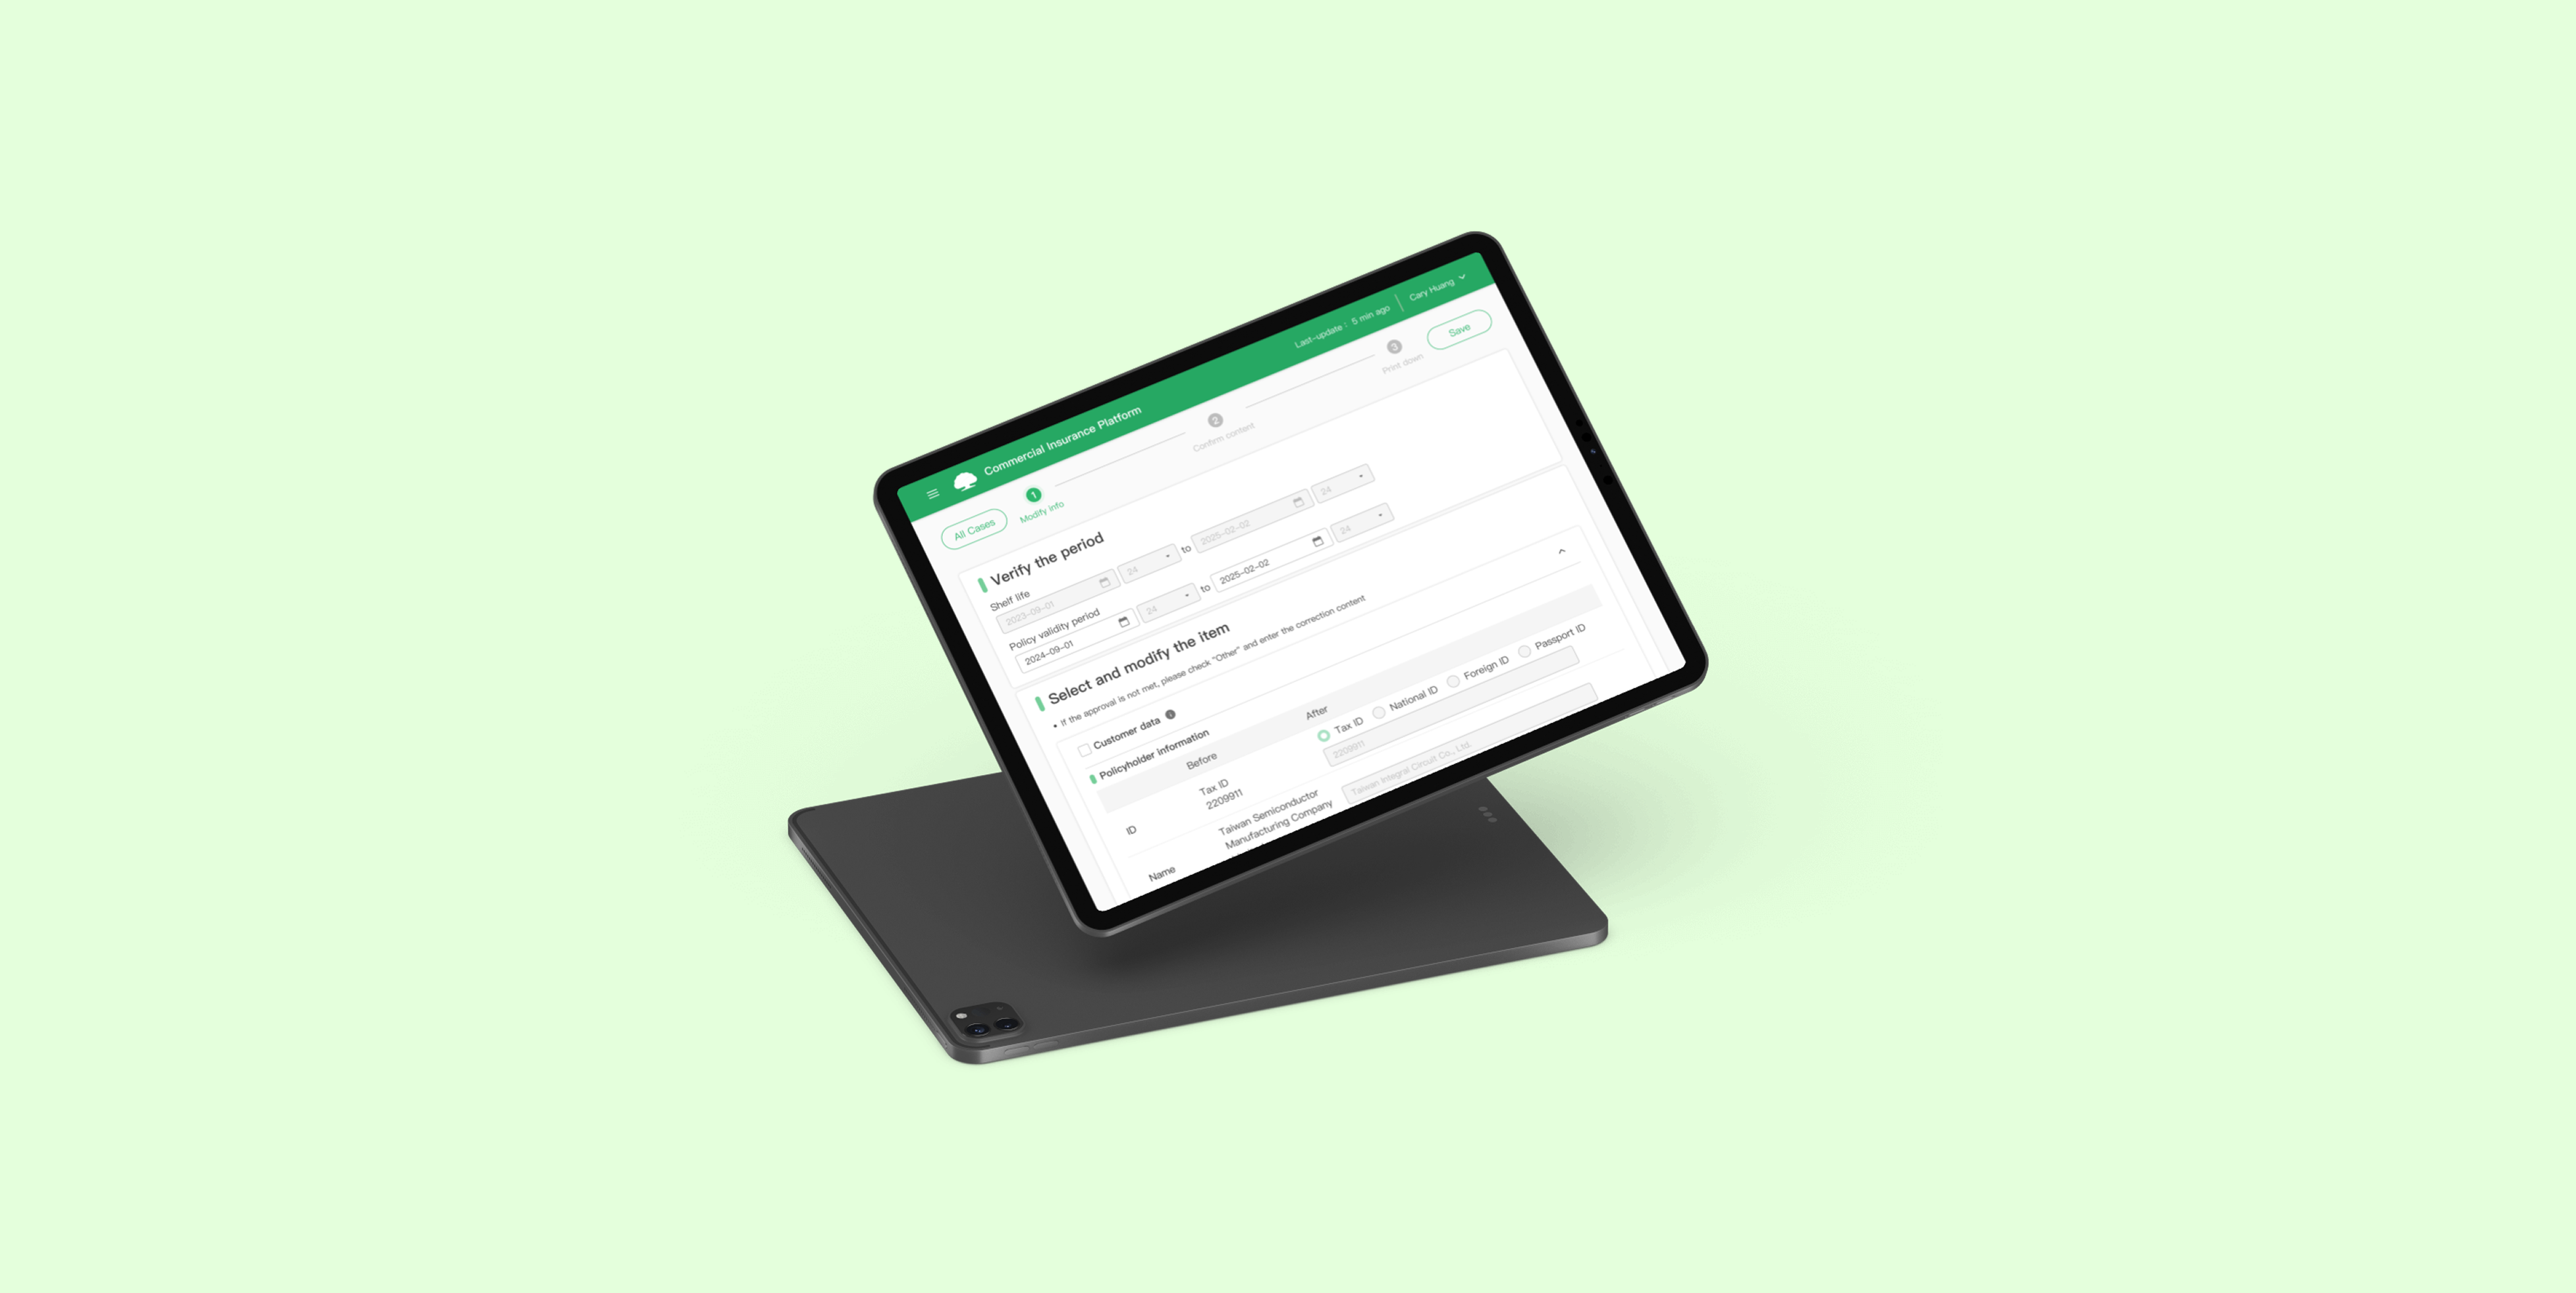 Commercial Insurance Platform
Last-update : 5 min ago
Cary Huang
All Cases
1
Modify info
2
Confirm content
3
Print down
Save
Verify the period
Shelf life
2023-09-01
24
to
2025-02-02
24
Policy validity period
2024-09-01
24
to
2025-02-02
24
Select and modify the item
• If the approval is not met, please check "Other" and enter the correction content
Customer data
Policyholder information
Before
After
ID
Tax ID
2209911
Tax ID
National ID
Foreign ID
Passport ID
2209911
Name
Taiwan Semiconductor
Manufacturing Company
Taiwan Integral Circuit Co., Ltd.